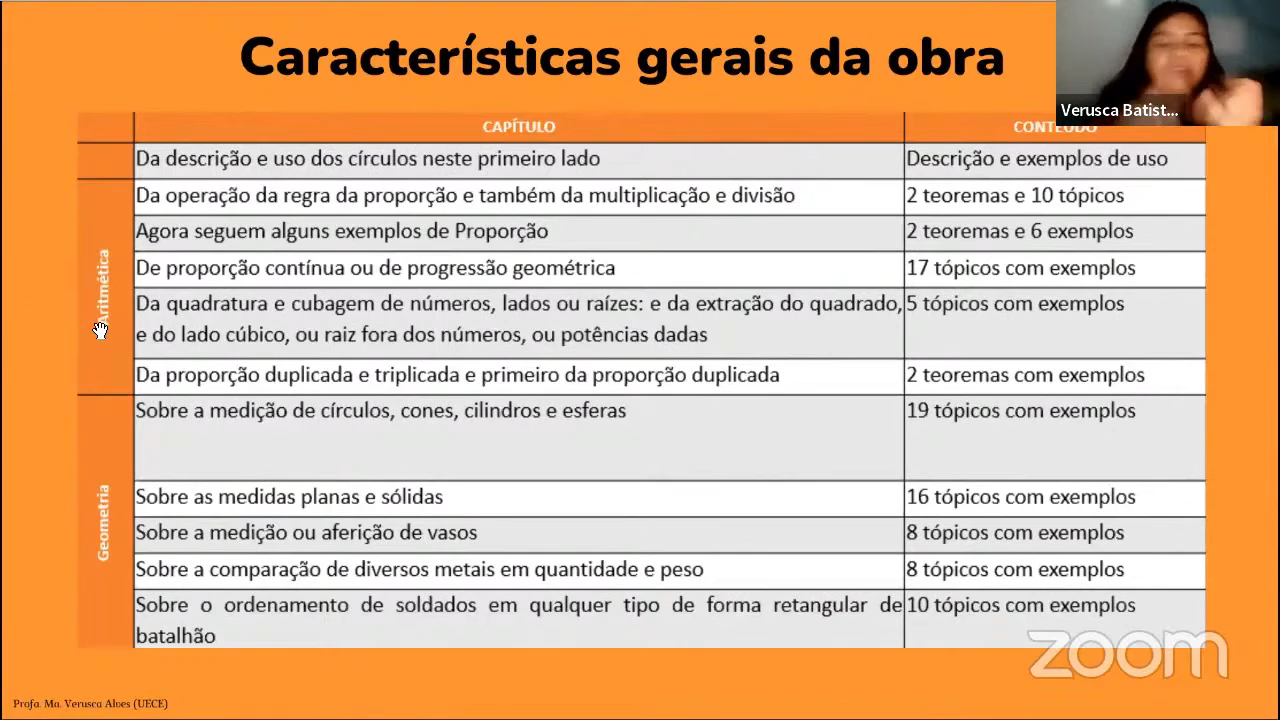 Características gerais da obra
Verusca Batist...
CAPÍTULO
CONTEÚDO
Da descrição e uso dos círculos neste primeiro lado
Descrição e exemplos de uso
Aritmética
Da operação da regra da proporção e também da multiplicação e divisão
2 teoremas e 10 tópicos
Agora seguem alguns exemplos de Proporção
2 teoremas e 6 exemplos
De proporção contínua ou de progressão geométrica
17 tópicos com exemplos
Da quadratura e cubagem de números, lados ou raízes: e da extração do quadrado,
e do lado cúbico, ou raiz fora dos números, ou potências dadas
5 tópicos com exemplos
Da proporção duplicada e triplicada e primeiro da proporção duplicada
2 teoremas com exemplos
Geometria
Sobre a medição de círculos, cones, cilindros e esferas
19 tópicos com exemplos
Sobre as medidas planas e sólidas
16 tópicos com exemplos
Sobre a medição ou aferição de vasos
8 tópicos com exemplos
Sobre a comparação de diversos metais em quantidade e peso
8 tópicos com exemplos
Sobre o ordenamento de soldados em qualquer tipo de forma retangular de
batalhão
10 tópicos com exemplos
zoom
Profa. Ma. Verusca Alves (UECE)